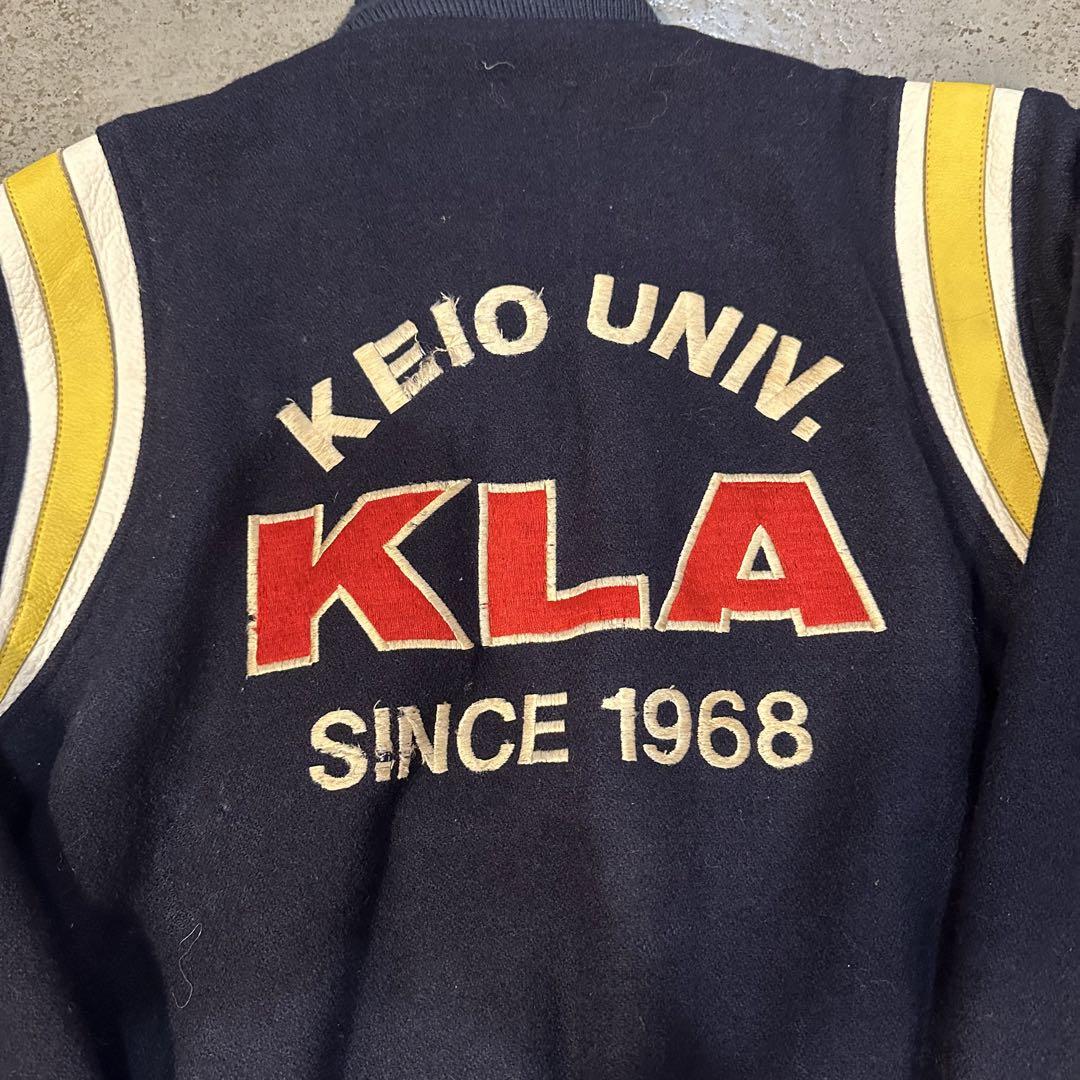 KEIO UNIV.
KLA
SINCE 1968